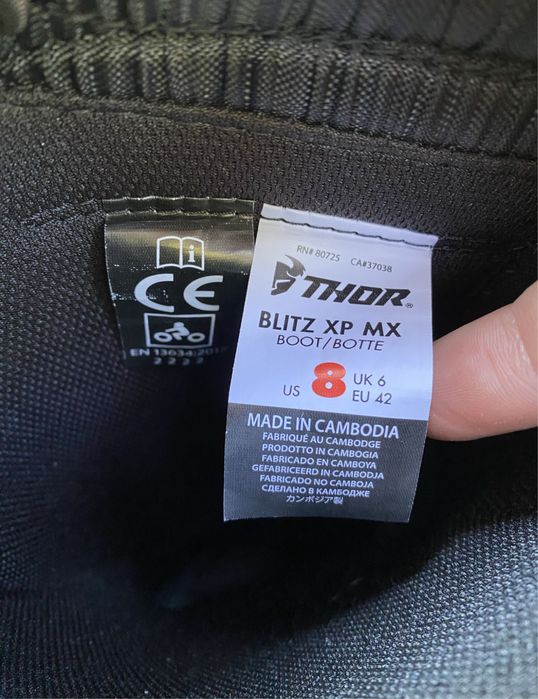 i
CE
EN 13634:2017
2 2 2 2
RN# 80725 CA#37038
THOR®
BLITZ XP MX
BOOT/BOTTE
US 8 UK 6
EU 42
MADE IN CAMBODIA
FABRIQUÉ AU CAMBODGE
PRODOTTO IN CAMBOGIA
FABRICADO EN CAMBOYA
GEFABRICEERD IN CAMBODJA
FABRICADO NO CAMBOJA
СДЕЛАНО В КАМБОДЖЕ
カンボジア製